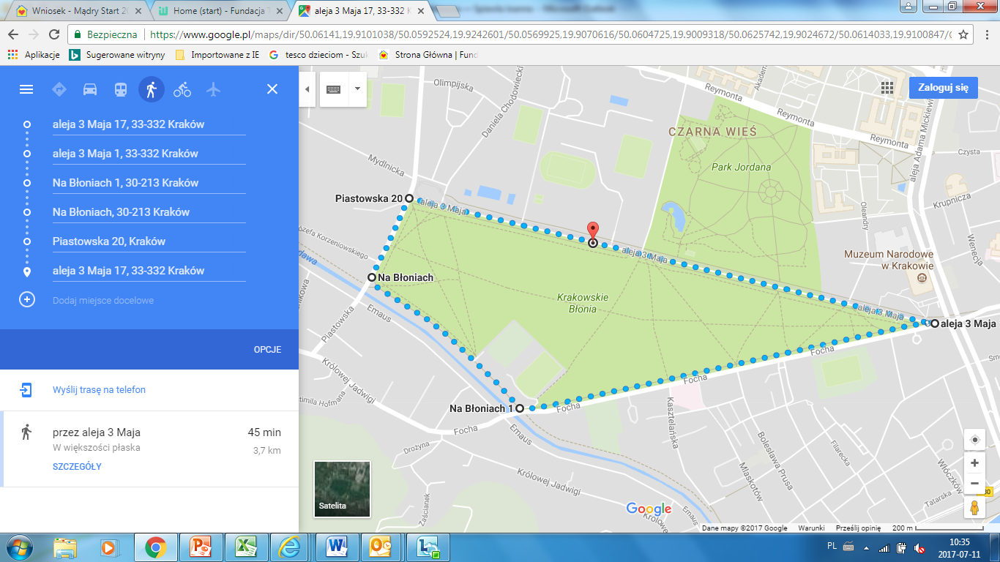 Wniosek - Mądry Start 20
Home (start) - Fundacja T
aleja 3 Maja 17, 33-332 K
Bezpieczna
https://www.google.pl/maps/dir/50.06141,19.9101038/50.0592524,19.9242601/50.0569925,19.9070616/50.0604725,19.9009318/50.0625742,19.9024672/50.0614033,19.9100847/
Aplikacje
Sugerowane witryny
Importowane z IE
tesco dzieciom - Szuk
Strona Główna | Fund
aleja 3 Maja 17, 33-332 Kraków
aleja 3 Maja 1, 33-332 Kraków
Na Błoniach 1, 30-213 Kraków
Na Błoniach, 30-213 Kraków
Piastowska 20, Kraków
aleja 3 Maja 17, 33-332 Kraków
Dodaj miejsce docelowe
OPCJE
Wyślij trasę na telefon
przez aleja 3 Maja
45 min
W większości płaska
3,7 km
SZCZEGÓŁY
Zaloguj się
Olimpijska
Daniela Chodowieckiego
Reymonta
Reymonta
Reymonta
aleja Adama Mickiewi
CZARNA WIEŚ
Czysta
Mydlnicka
Park Jordana
Krupnicza
Oleandry
Piastowska 20
aleja 3 Maja
aleja 3 Maja
Józefa Korzeniowskiego
Wenecja
Muzeum Narodowe
w Krakowie
Na Błoniach
Krakowskie
Błonia
Piastowska
Emaus
aleja 3 Maja
aleja 3 Maja
Focha
Focha
Królowej Jadwigi
Na Błoniach 1
Focha
Focha
Kasztelańska
Emaus
Drożyna
Bolesława Prusa
Filarecka
Mlaskotów
Włóczków
Królowej Jadwigi
Tatarska
Zaścianek
Emaus
Satelita
Google
Dane mapy ©2017 Google
Warunki
Prześlij opinię
200 m
PL
10:35
2017-07-11